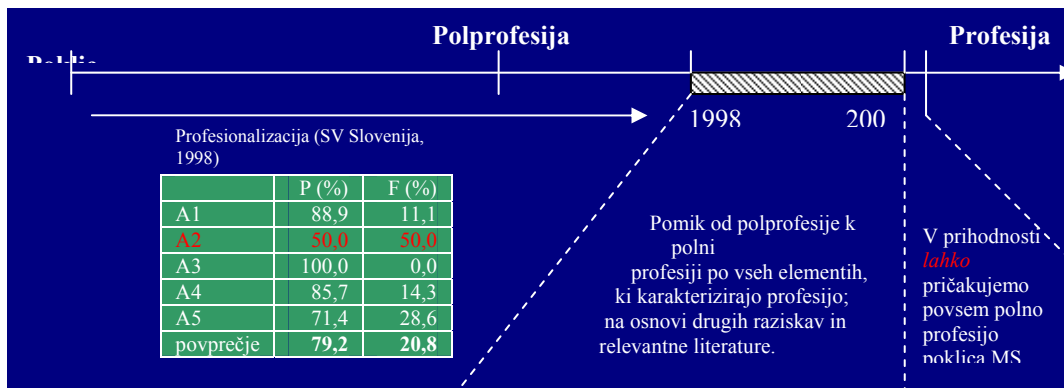 Polprofesija
Profesija
1998
200
Profesionalizacija (SV Slovenija,
1998)
P (%) F (%)
A1 88,9 11,1
A2 50,0 50,0
A3 100,0 0,0
A4 85,7 14,3
A5 71,4 28,6
povprečje 79,2 20,8
Pomik od polprofesije k
polni
profesiji po vseh elementih,
ki karakterizirajo profesijo;
na osnovi drugih raziskav in
relevantne literature.
V prihodnosti
lahko
pričakujemo
povsem polno
profesijo
poklica MS